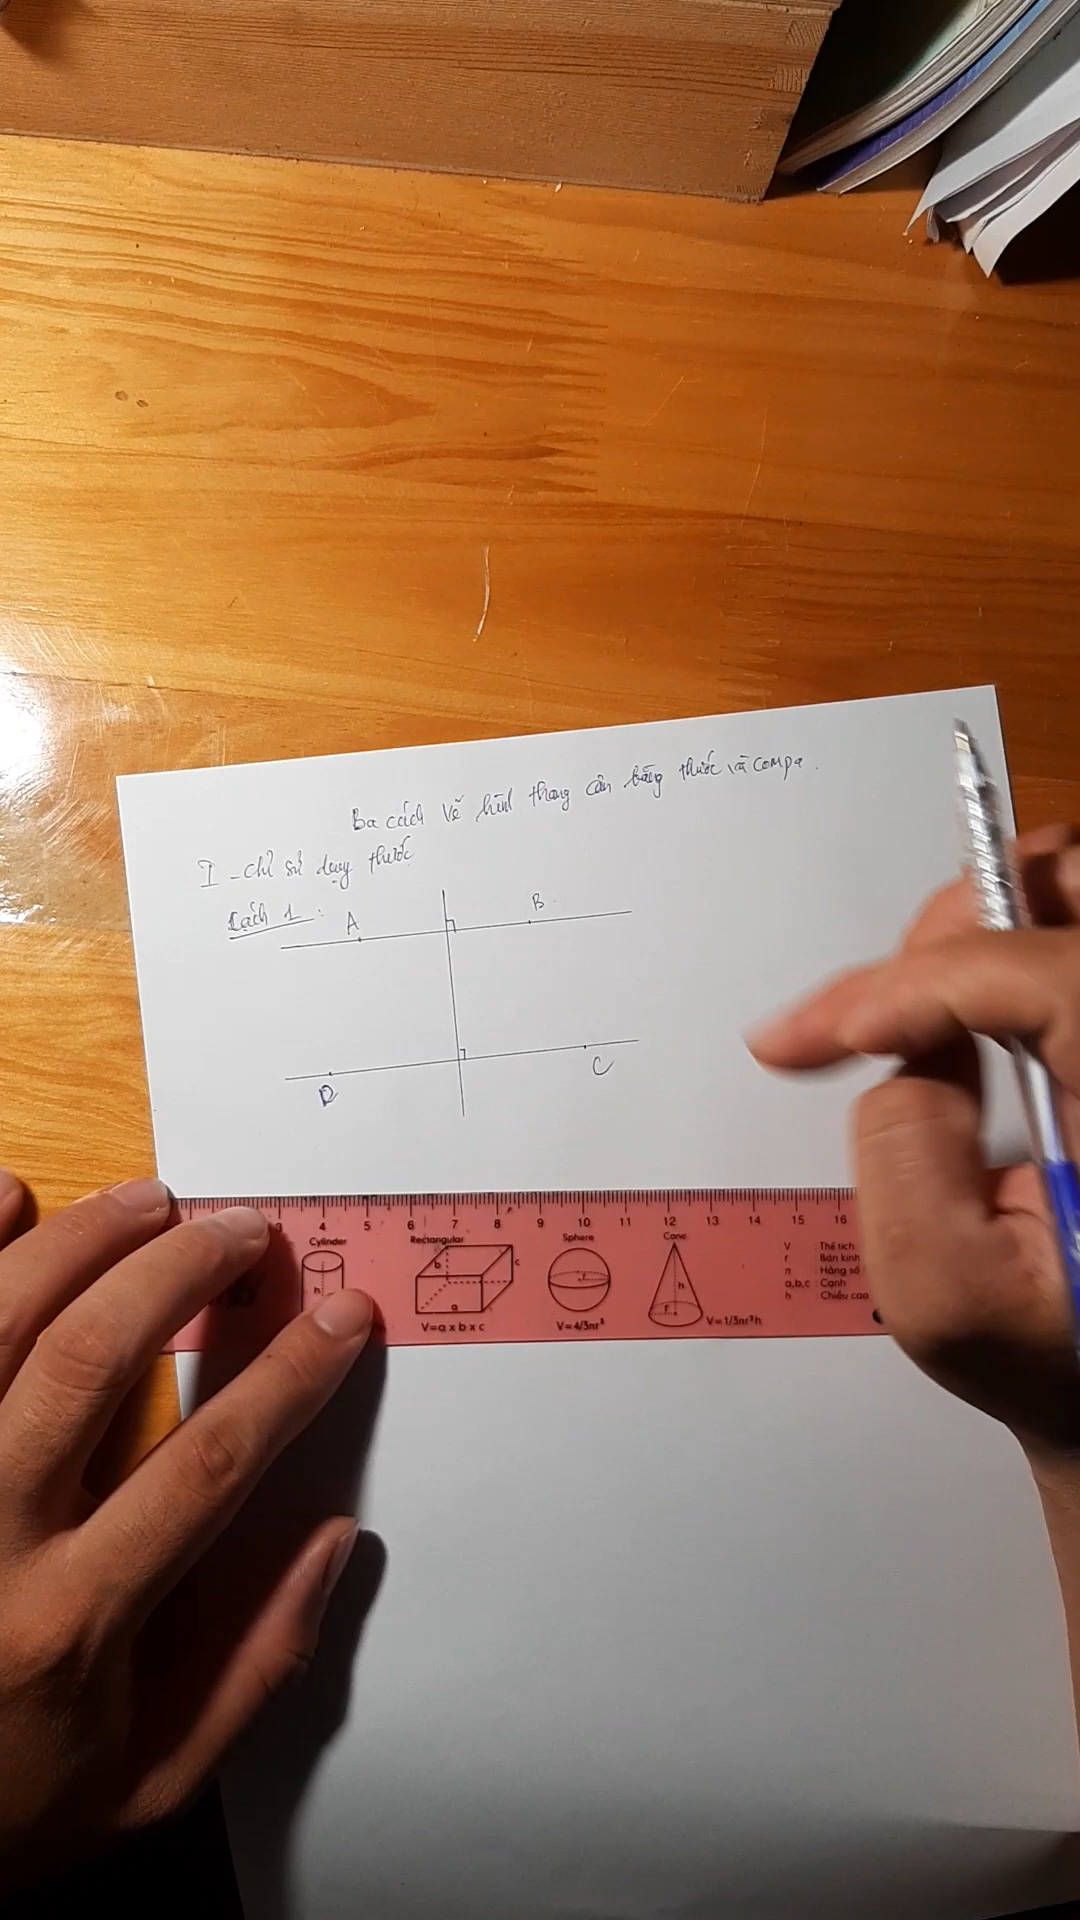 Ba cách vẽ hình thang cân bằng thước và compa.
I - chỉ sử dụng thước
Cách 1 :
A
B
D
C
3 4 5 6 7 8 9 10 11 12 13 14 15 16
Cylinder
Rectangular
Sphere
Cone
h
b
c
a
r
h
r
V=a x b x c
V=4/3πr³
V=1/3πr²h
V : Thể tích
r : Bán kính
π : Hằng số
a,b,c : Cạnh
h : Chiều cao